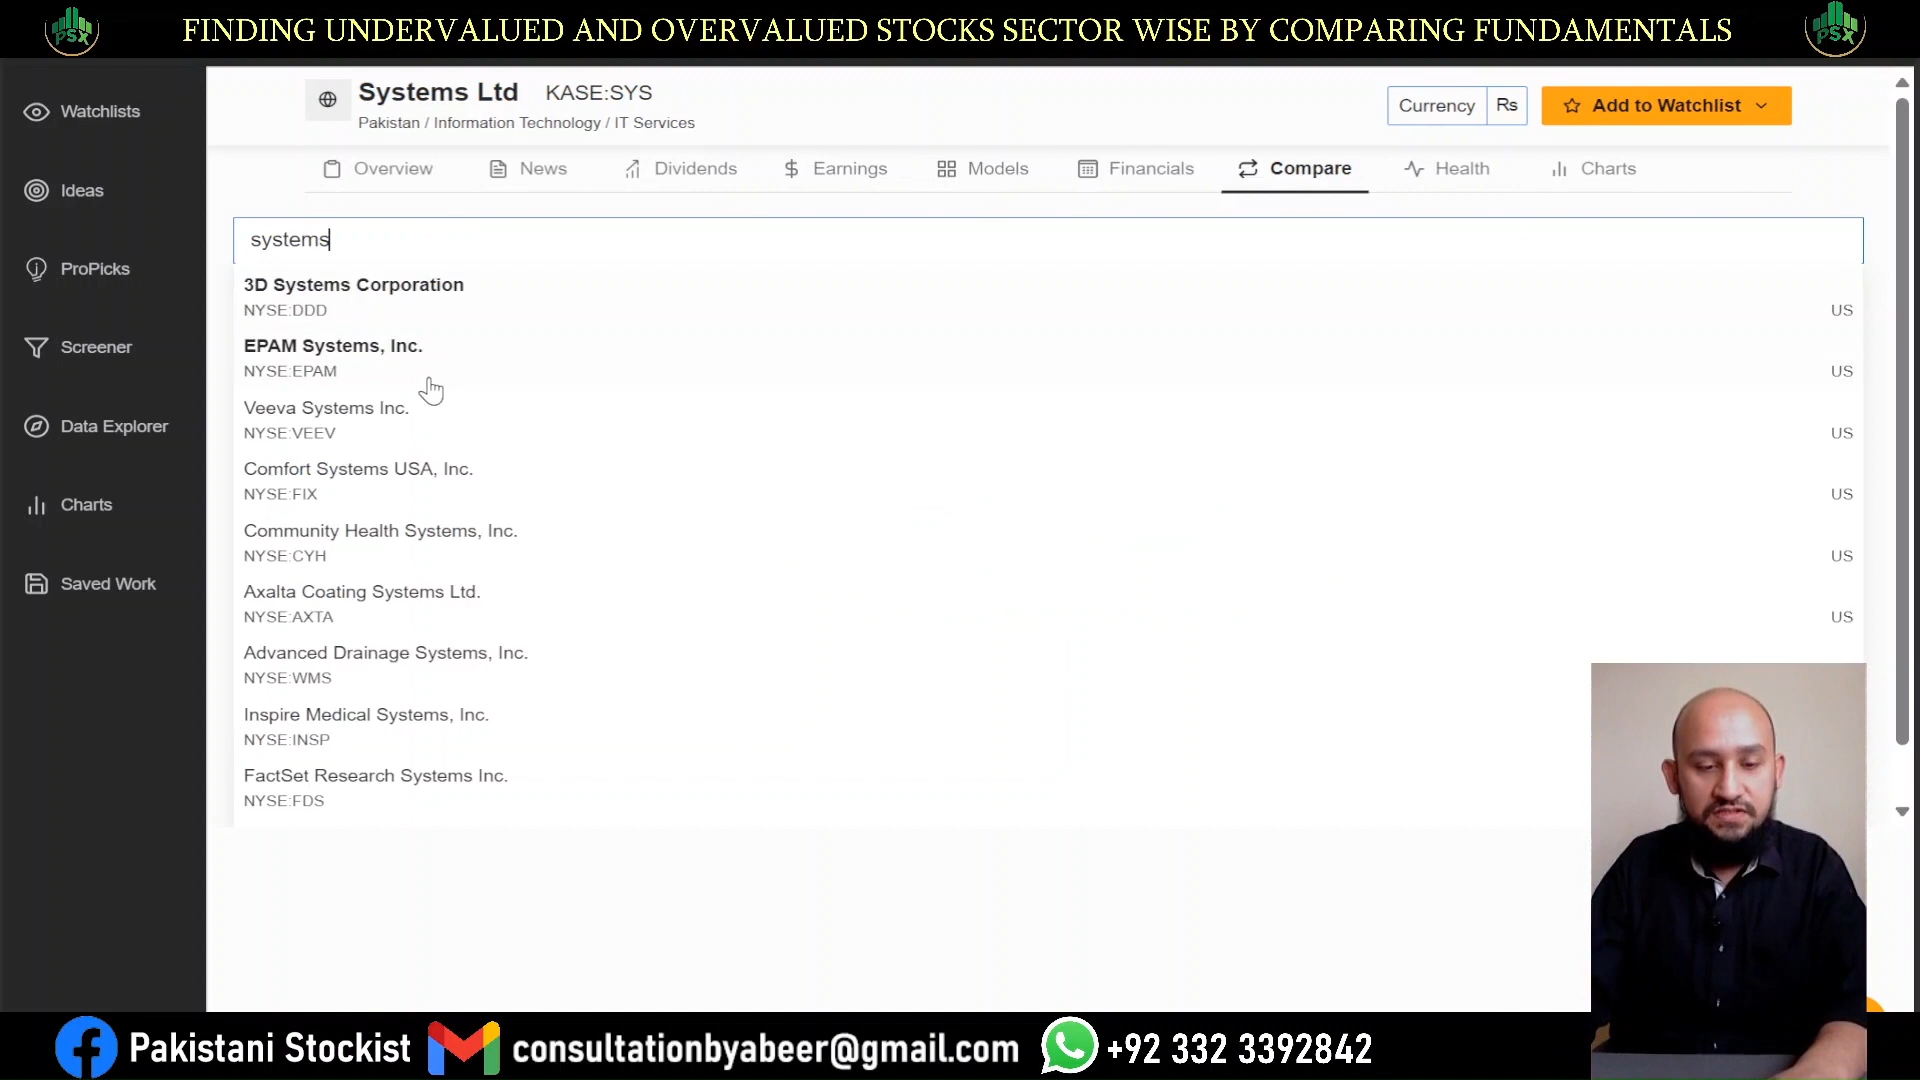 PSX
FINDING UNDERVALUED AND OVERVALUED STOCKS SECTOR WISE BY COMPARING FUNDAMENTALS
PSX
Watchlists
Ideas
ProPicks
Screener
Data Explorer
Charts
Saved Work
Systems Ltd KASE:SYS
Pakistan / Information Technology / IT Services
Currency Rs
Add to Watchlist
Overview News Dividends Earnings Models Financials Compare Health Charts
systems
3D Systems Corporation
NYSE:DDD US
EPAM Systems, Inc.
NYSE:EPAM US
Veeva Systems Inc.
NYSE:VEEV US
Comfort Systems USA, Inc.
NYSE:FIX US
Community Health Systems, Inc.
NYSE:CYH US
Axalta Coating Systems Ltd.
NYSE:AXTA US
Advanced Drainage Systems, Inc.
NYSE:WMS
Inspire Medical Systems, Inc.
NYSE:INSP
FactSet Research Systems Inc.
NYSE:FDS
Pakistani Stockist consultationbyabeer@gmail.com +92 332 3392842